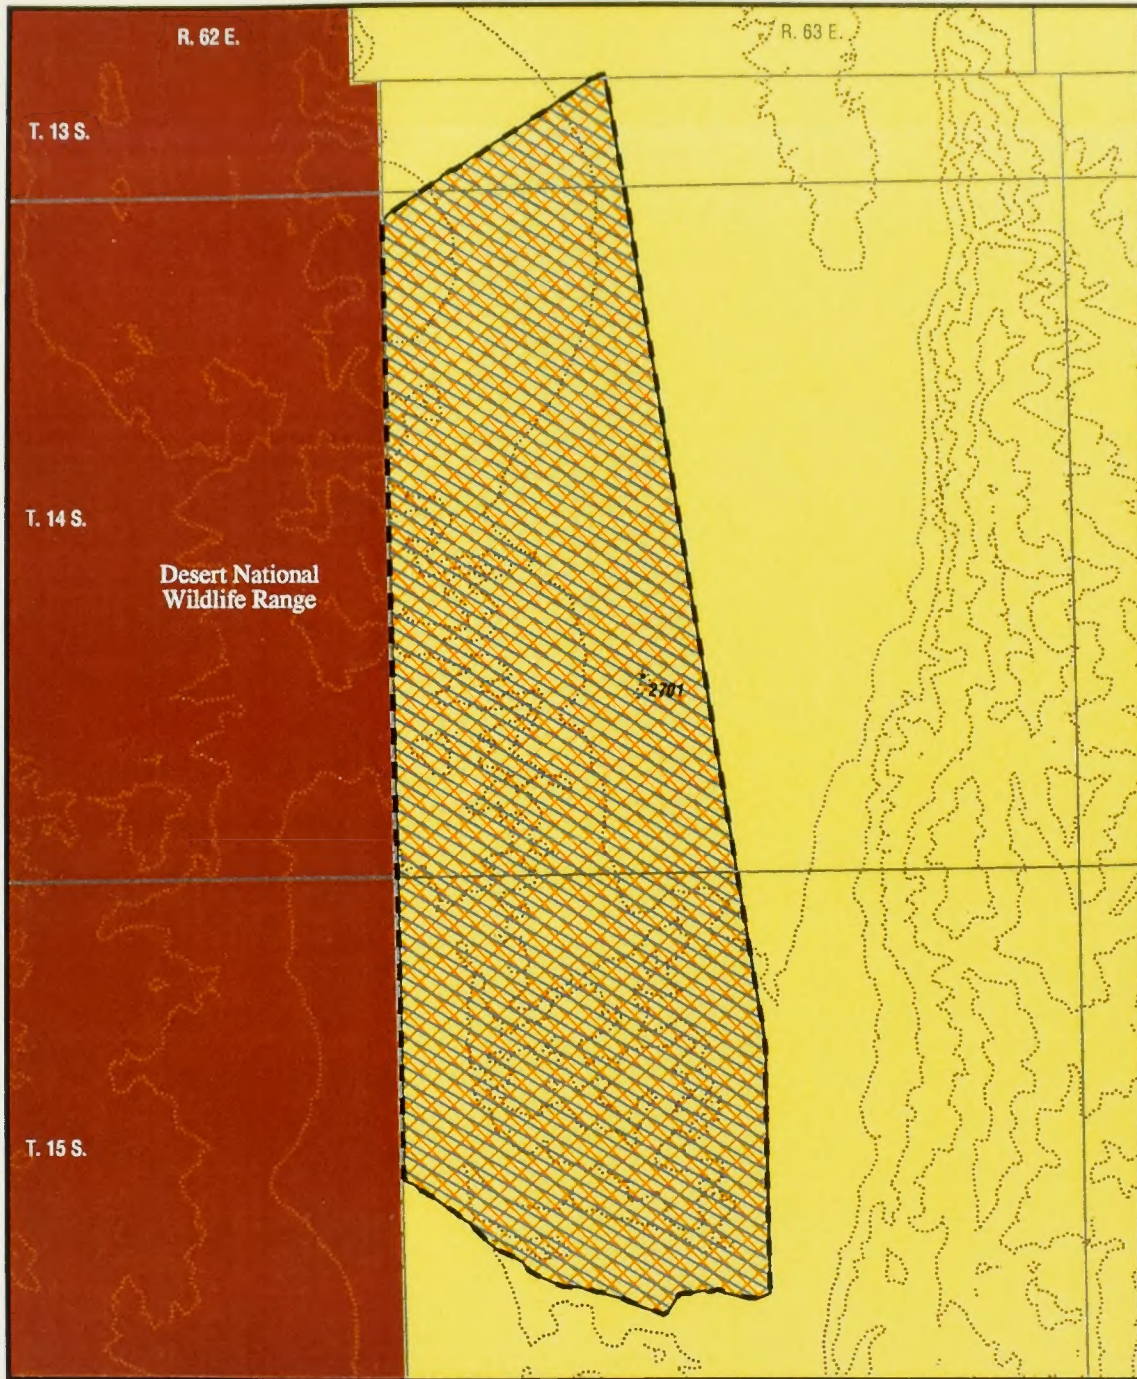 R. 62 E.
R. 63 E.
T. 13 S.
T. 14 S.
Desert National
Wildlife Range
2701
T. 15 S.